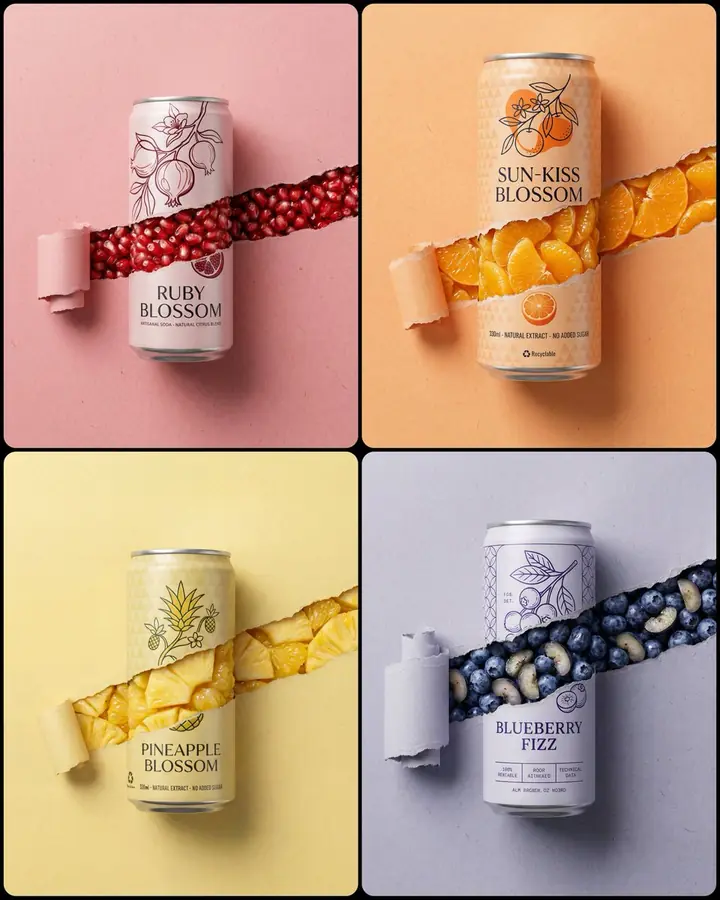 RUBY
BLOSSOM
ARTISANAL SODA - NATURAL CITRUS BLEND
SUN-KISS
BLOSSOM
330ml - NATURAL EXTRACT - NO ADDED SUGAR
Recyclable
PINEAPPLE
BLOSSOM
330ml - NATURAL EXTRACT - NO ADDED SUGAR
BLUEBERRY
FIZZ
100%
TECHNICAL
DATA